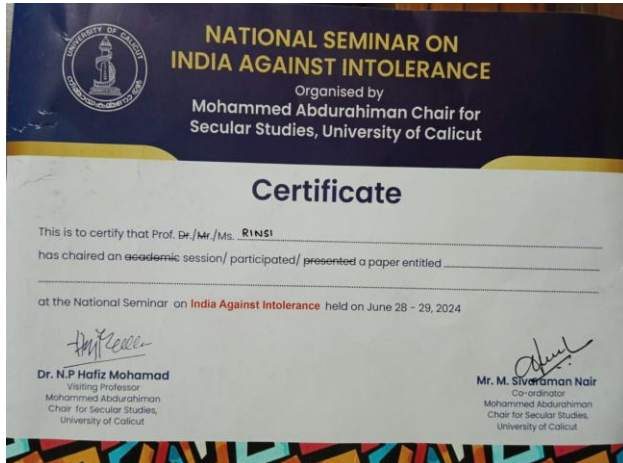 UNIVERSITY OF CALICUT
NATIONAL SEMINAR ON
INDIA AGAINST INTOLERANCE
Organised by
Mohammed Abdurahiman Chair for
Secular Studies, University of Calicut
Certificate
This is to certify that Prof. Dr./Mr./Ms. RINSI
has chaired an academic session/ participated/ presented a paper entitled
at the National Seminar on India Against Intolerance held on June 28 - 29, 2024
Dr. N.P Hafiz Mohamad
Visiting Professor
Mohammed Abdurahiman
Chair for Secular Studies,
University of Calicut
Mr. M. Sivaraman Nair
Co-ordinator
Mohammed Abdurahiman
Chair for Secular Studies,
University of Calicut